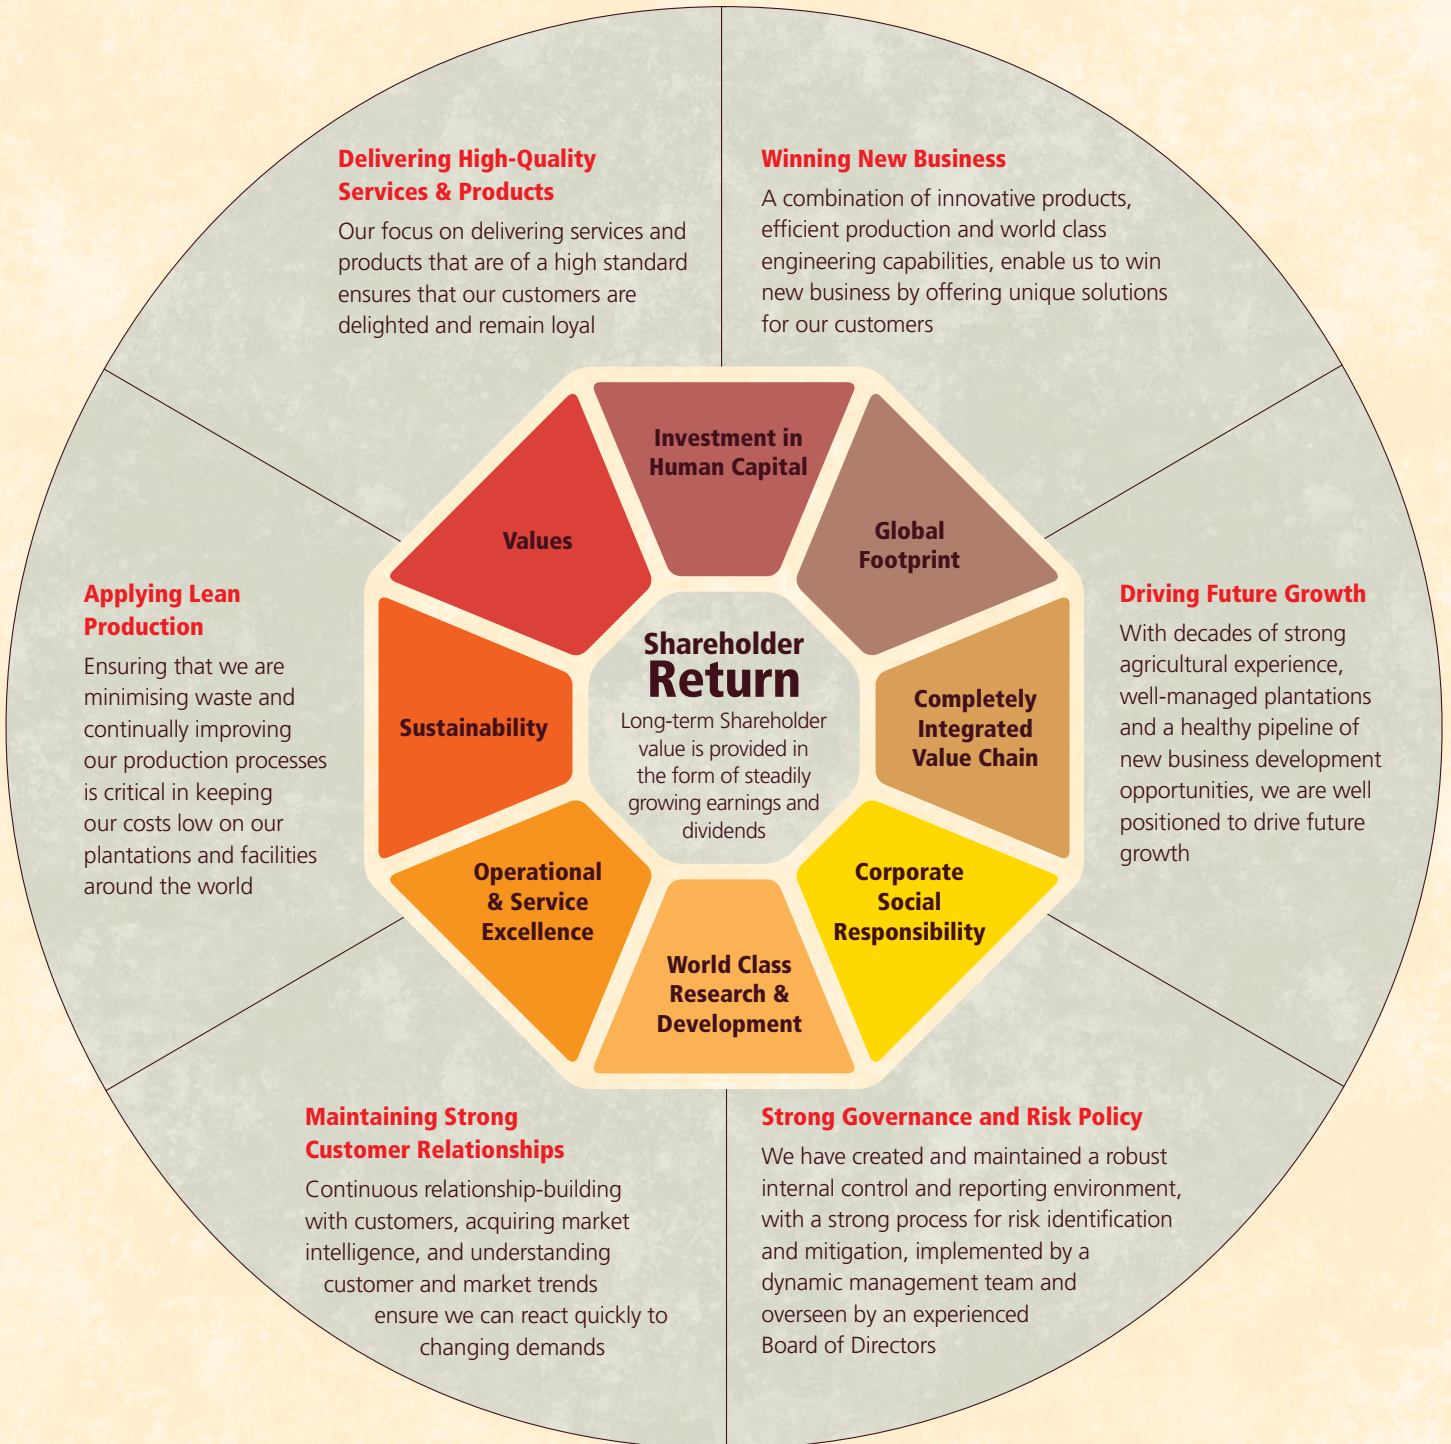 Delivering High-Quality
Services & Products
Our focus on delivering services and
products that are of a high standard
ensures that our customers are
delighted and remain loyal
Winning New Business
A combination of innovative products,
efficient production and world class
engineering capabilities, enable us to win
new business by offering unique solutions
for our customers
Investment in
Human Capital
Values
Global
Footprint
Applying Lean
Production
Ensuring that we are
minimising waste and
continually improving
our production processes
is critical in keeping
our costs low on our
plantations and facilities
around the world
Sustainability
Shareholder
Return
Long-term Shareholder
value is provided in
the form of steadily
growing earnings and
dividends
Completely
Integrated
Value Chain
Driving Future Growth
With decades of strong
agricultural experience,
well-managed plantations
and a healthy pipeline of
new business development
opportunities, we are well
positioned to drive future
growth
Operational
& Service
Excellence
World Class
Research &
Development
Corporate
Social
Responsibility
Maintaining Strong
Customer Relationships
Continuous relationship-building
with customers, acquiring market
intelligence, and understanding
customer and market trends
ensure we can react quickly to
changing demands
Strong Governance and Risk Policy
We have created and maintained a robust
internal control and reporting environment,
with a strong process for risk identification
and mitigation, implemented by a
dynamic management team and
overseen by an experienced
Board of Directors